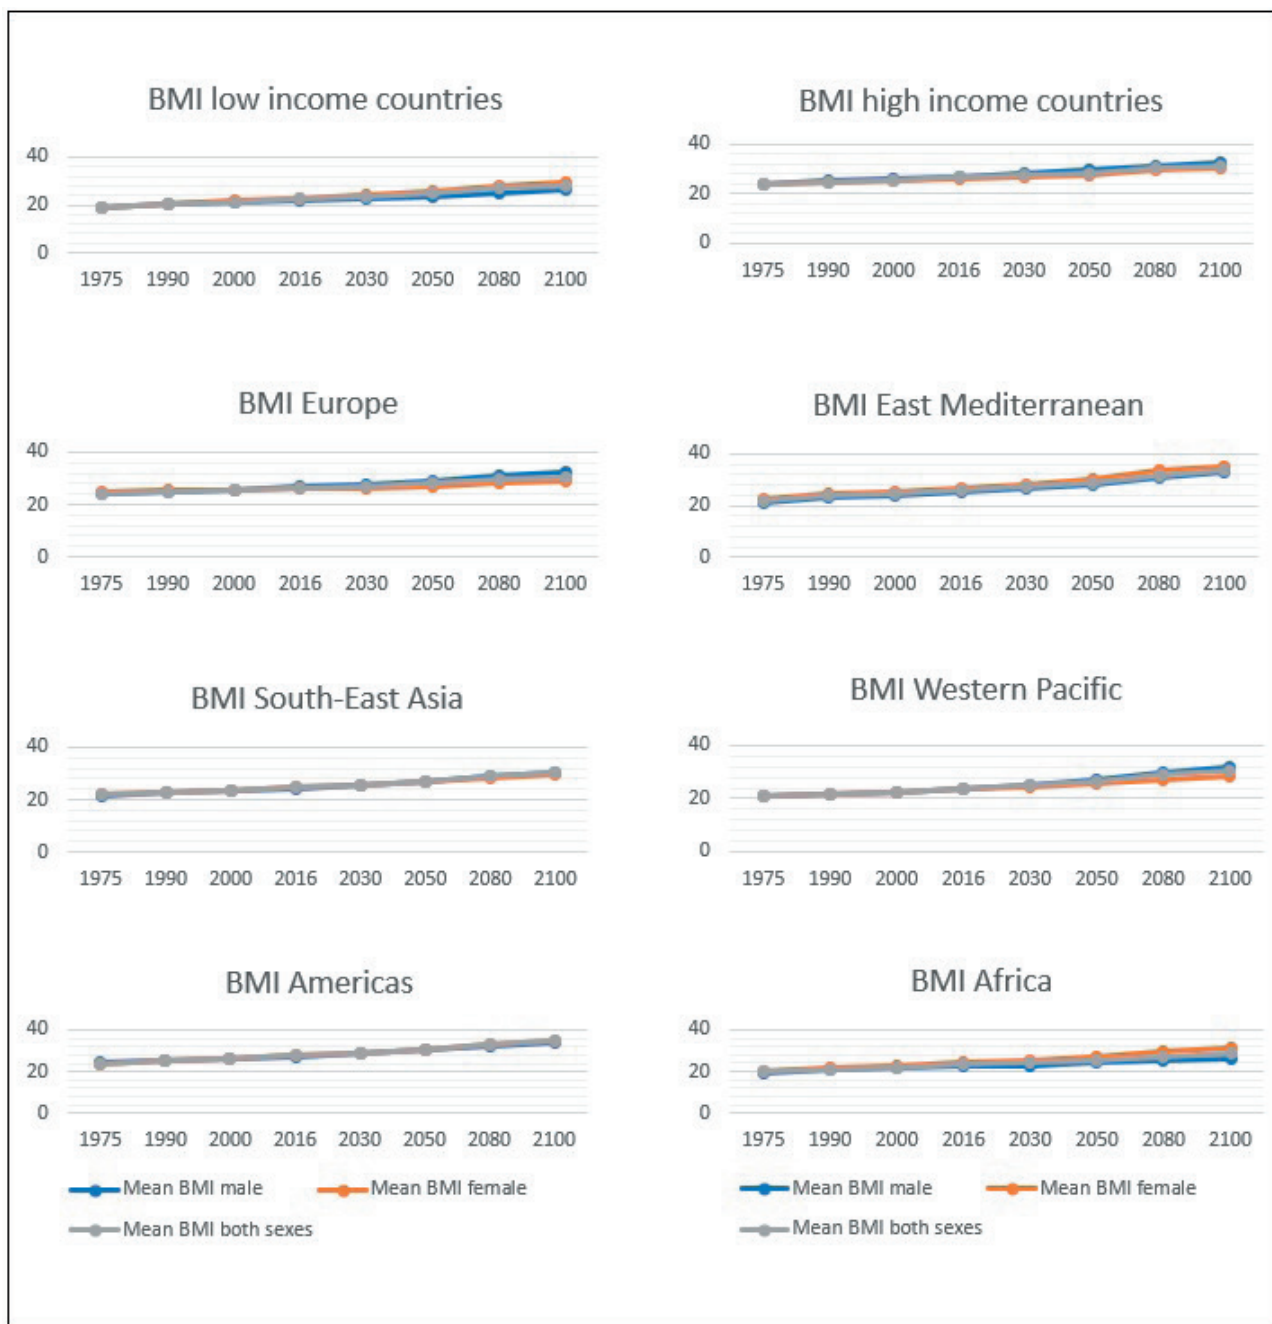 BMI low income countries
40
20
0
1975 1990 2000 2016 2030 2050 2080 2100
BMI high income countries
40
20
0
1975 1990 2000 2016 2030 2050 2080 2100
BMI Europe
40
20
0
1975 1990 2000 2016 2030 2050 2080 2100
BMI East Mediterranean
40
20
0
1975 1990 2000 2016 2030 2050 2080 2100
BMI South-East Asia
40
20
0
1975 1990 2000 2016 2030 2050 2080 2100
BMI Western Pacific
40
20
0
1975 1990 2000 2016 2030 2050 2080 2100
BMI Americas
40
20
0
1975 1990 2000 2016 2030 2050 2080 2100
Mean BMI male Mean BMI female
Mean BMI both sexes
BMI Africa
40
20
0
1975 1990 2000 2016 2030 2050 2080 2100
Mean BMI male Mean BMI female
Mean BMI both sexes